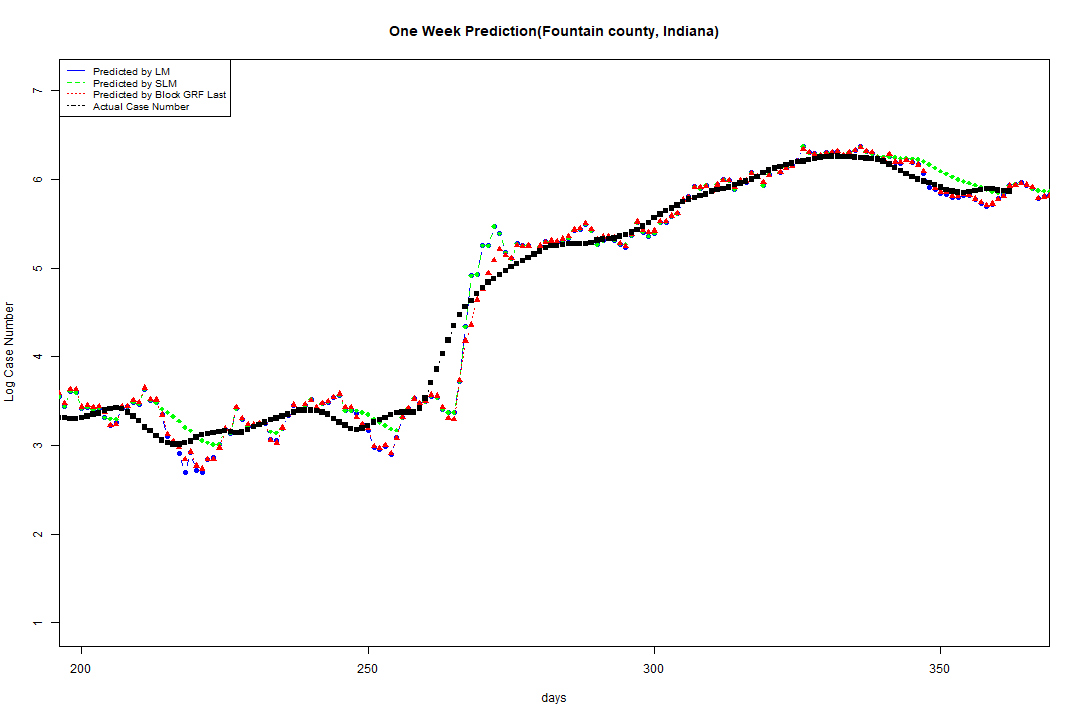 One Week Prediction(Fountain county, Indiana)
Predicted by LM
Predicted by SLM
Predicted by Block GRF Last
Actual Case Number
7
6
5
4
3
2
1
Log Case Number
200 250 300 350
days